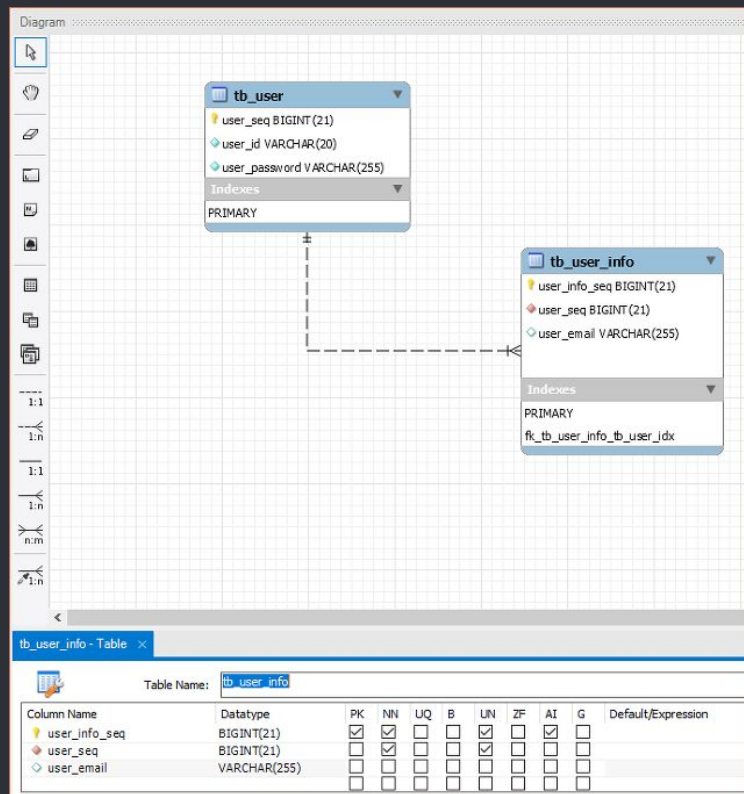 Diagram
tb_user
user_seq BIGINT(21)
user_id VARCHAR(20)
user_password VARCHAR(255)
Indexes
PRIMARY
tb_user_info
user_info_seq BIGINT(21)
user_seq BIGINT(21)
user_email VARCHAR(255)
Indexes
PRIMARY
fk_tb_user_info_tb_user_idx
1:1
1:n
1:1
1:n
n:m
1:n
tb_user_info - Table
Table Name: tb_user_info
Column Name Datatype PK NN UQ B UN ZF AI G Default/Expression
user_info_seq BIGINT(21)
user_seq BIGINT(21)
user_email VARCHAR(255)